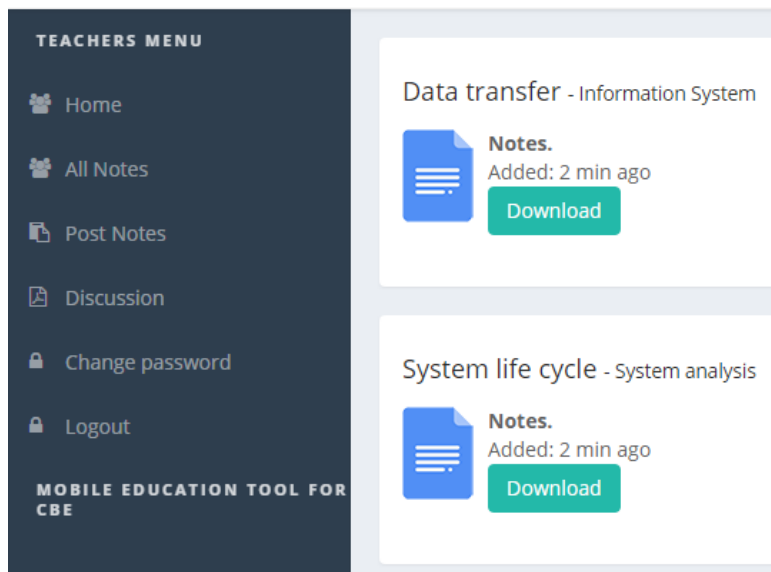 TEACHERS MENU
Home
All Notes
Post Notes
Discussion
Change password
Logout
MOBILE EDUCATION TOOL FOR
CBE
Data transfer - Information System
Notes.
Added: 2 min ago
Download
System life cycle - System analysis
Notes.
Added: 2 min ago
Download